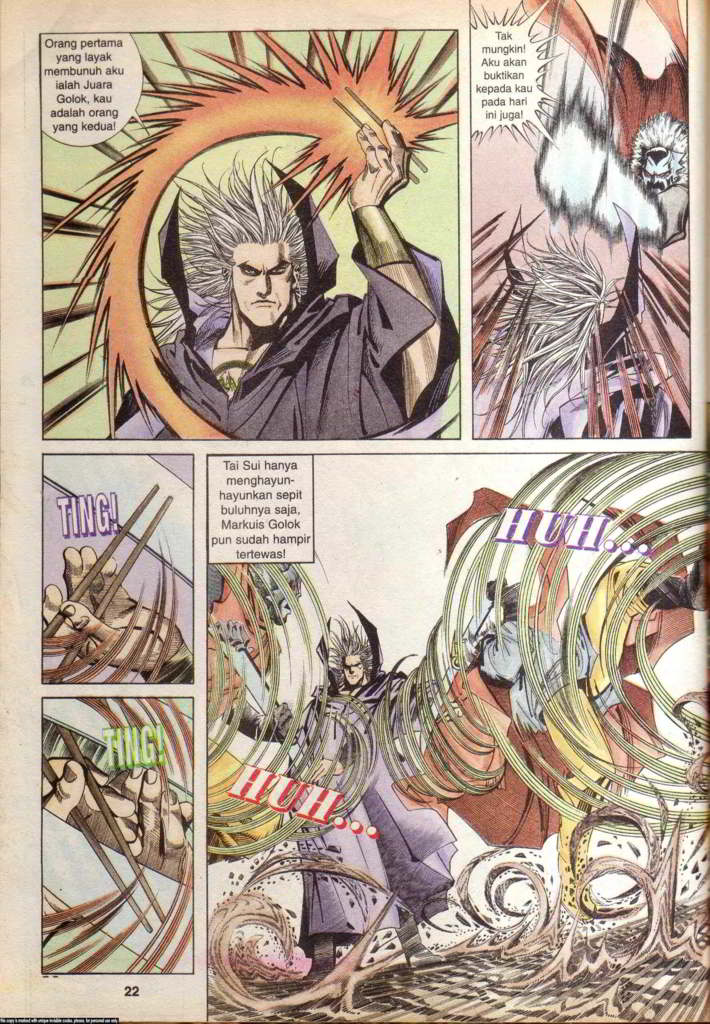 Orang pertama
yang layak
membunuh aku
ialah Juara
Golok, kau
adalah orang
yang kedua!
Tak
mungkin!
Aku akan
buktikan
kepada kau
pada hari
ini juga!
TING!
TING!
Tai Sui hanya
menghayun-
hayunkan sepit
buluhnya saja,
Markuis Golok
pun sudah hampir
tertewas!
HUH...
HUH...
22